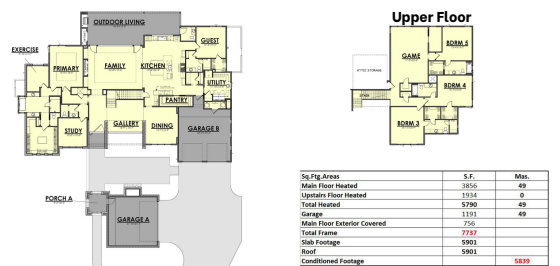 OUTDOOR LIVING
EXERCISE
PRIMARY
FAMILY
KITCHEN
GUEST
UTILITY
PANTRY
STUDY
GALLERY
DINING
GARAGE B
PORCH A
GARAGE A
Upper Floor
BDRM 5
GAME
ATTIC STORAGE
BDRM 4
BDRM 3
Sq.Ftg.Areas S.F. Mas.
Main Floor Heated 3856 49
Upstairs Floor Heated 1934 0
Total Heated 5790 49
Garage 1191 49
Main Floor Exterior Covered 756
Total Frame 7737
Slab Footage 5901
Roof 5901
Conditioned Footage 5839